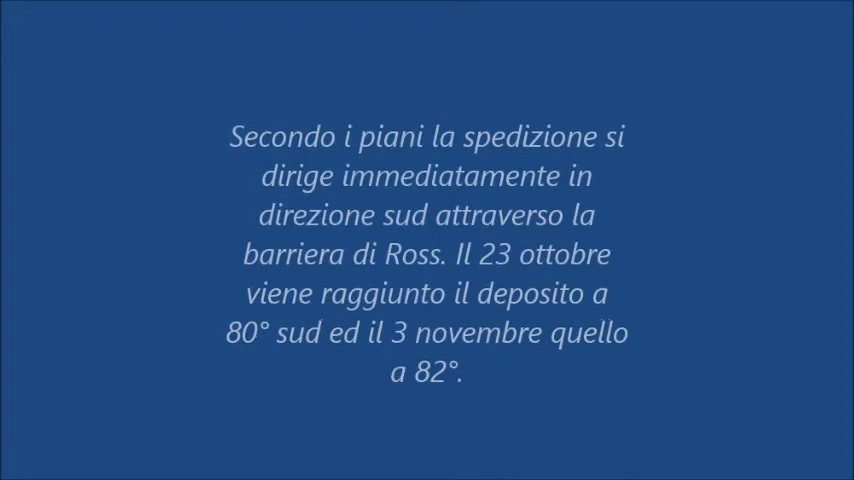 Secondo i piani la spedizione si
dirige immediatamente in
direzione sud attraverso la
barriera di Ross. Il 23 ottobre
viene raggiunto il deposito a
80° sud ed il 3 novembre quello
a 82°.